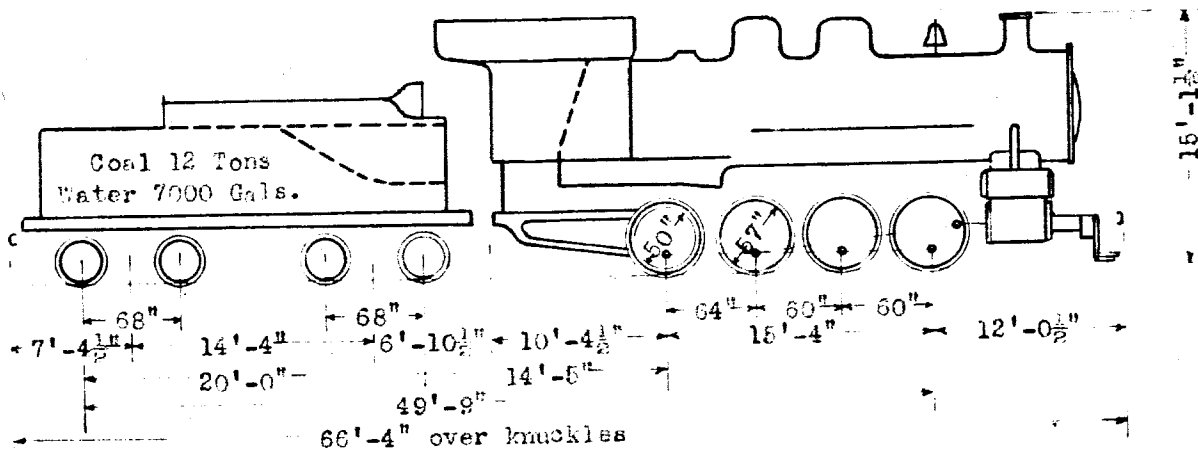 15'-1½"
Coal 12 Tons
Water 7000 Gals.
50" 57"
68" 68" 64" 60" 60"
7'-4½" 14'-4" 6'-10½" 10'-4½" 15'-4" 12'-0½"
20'-0" 14'-5"
49'-9"
66'-4" over knuckles